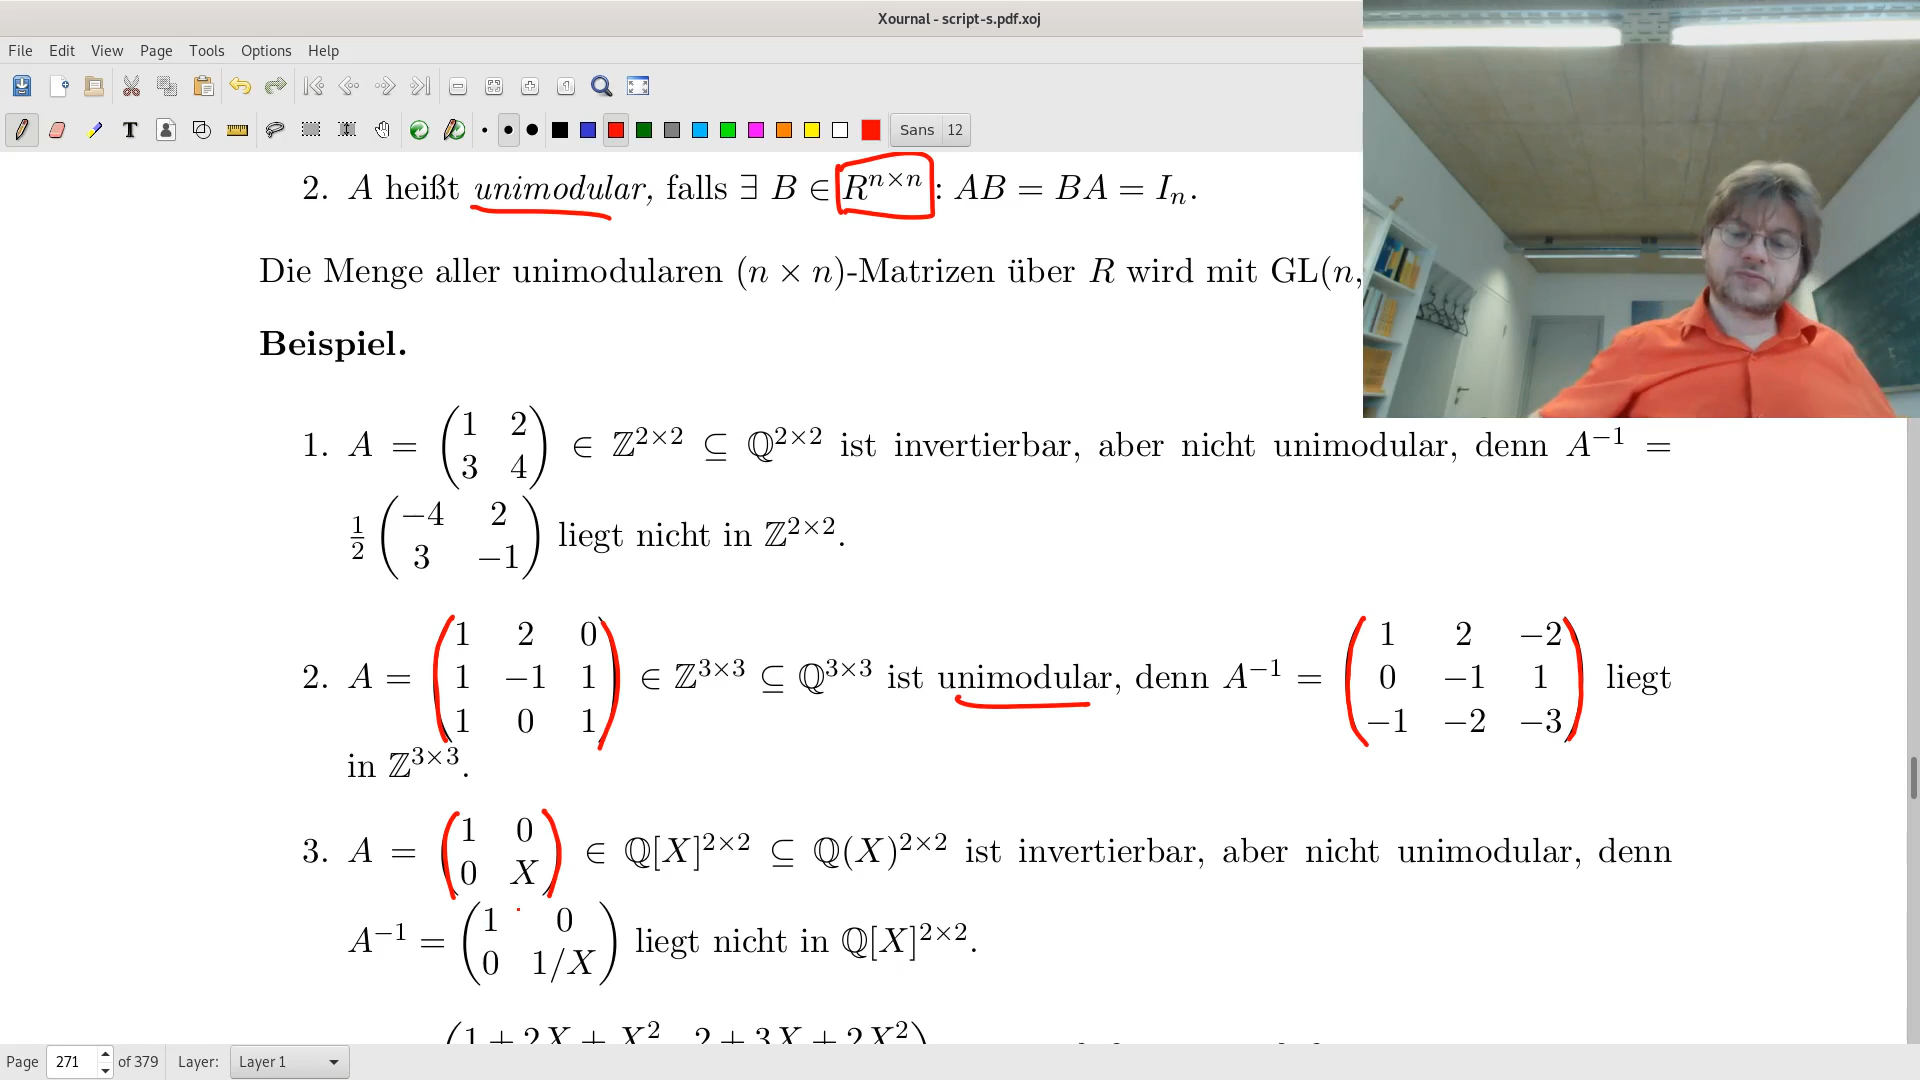 Xournal - script-s.pdf.xoj
File Edit View Page Tools Options Help
Sans 12
2. A heißt unimodular, falls ∃ B ∈ R^{n×n} : AB = BA = I_n.
Die Menge aller unimodularen (n × n)-Matrizen über R wird mit GL(n,
Beispiel.
1. A = (1 2; 3 4) ∈ ℤ^{2×2} ⊆ ℚ^{2×2} ist invertierbar, aber nicht unimodular, denn A^{−1} =
1/2 (−4 2; 3 −1) liegt nicht in ℤ^{2×2}.
2. A = (1 2 0; 1 −1 1; 1 0 1) ∈ ℤ^{3×3} ⊆ ℚ^{3×3} ist unimodular, denn A^{−1} = (1 2 −2; 0 −1 1; −1 −2 −3) liegt
in ℤ^{3×3}.
3. A = (1 0; 0 X) ∈ ℚ[X]^{2×2} ⊆ ℚ(X)^{2×2} ist invertierbar, aber nicht unimodular, denn
A^{−1} = (1 0; 0 1/X) liegt nicht in ℚ[X]^{2×2}.
(1 + 2X + X² 2 + 3X + 2X²)
Page 271 of 379 Layer: Layer 1